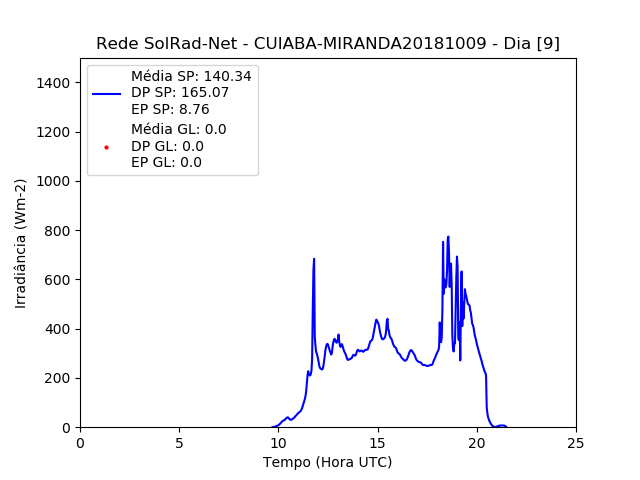 Rede SolRad-Net - CUIABA-MIRANDA20181009 - Dia [9]
Média SP: 140.34
DP SP: 165.07
EP SP: 8.76
Média GL: 0.0
DP GL: 0.0
EP GL: 0.0
1400
1200
1000
800
600
400
200
0
Irradiância (Wm-2)
0 5 10 15 20 25
Tempo (Hora UTC)